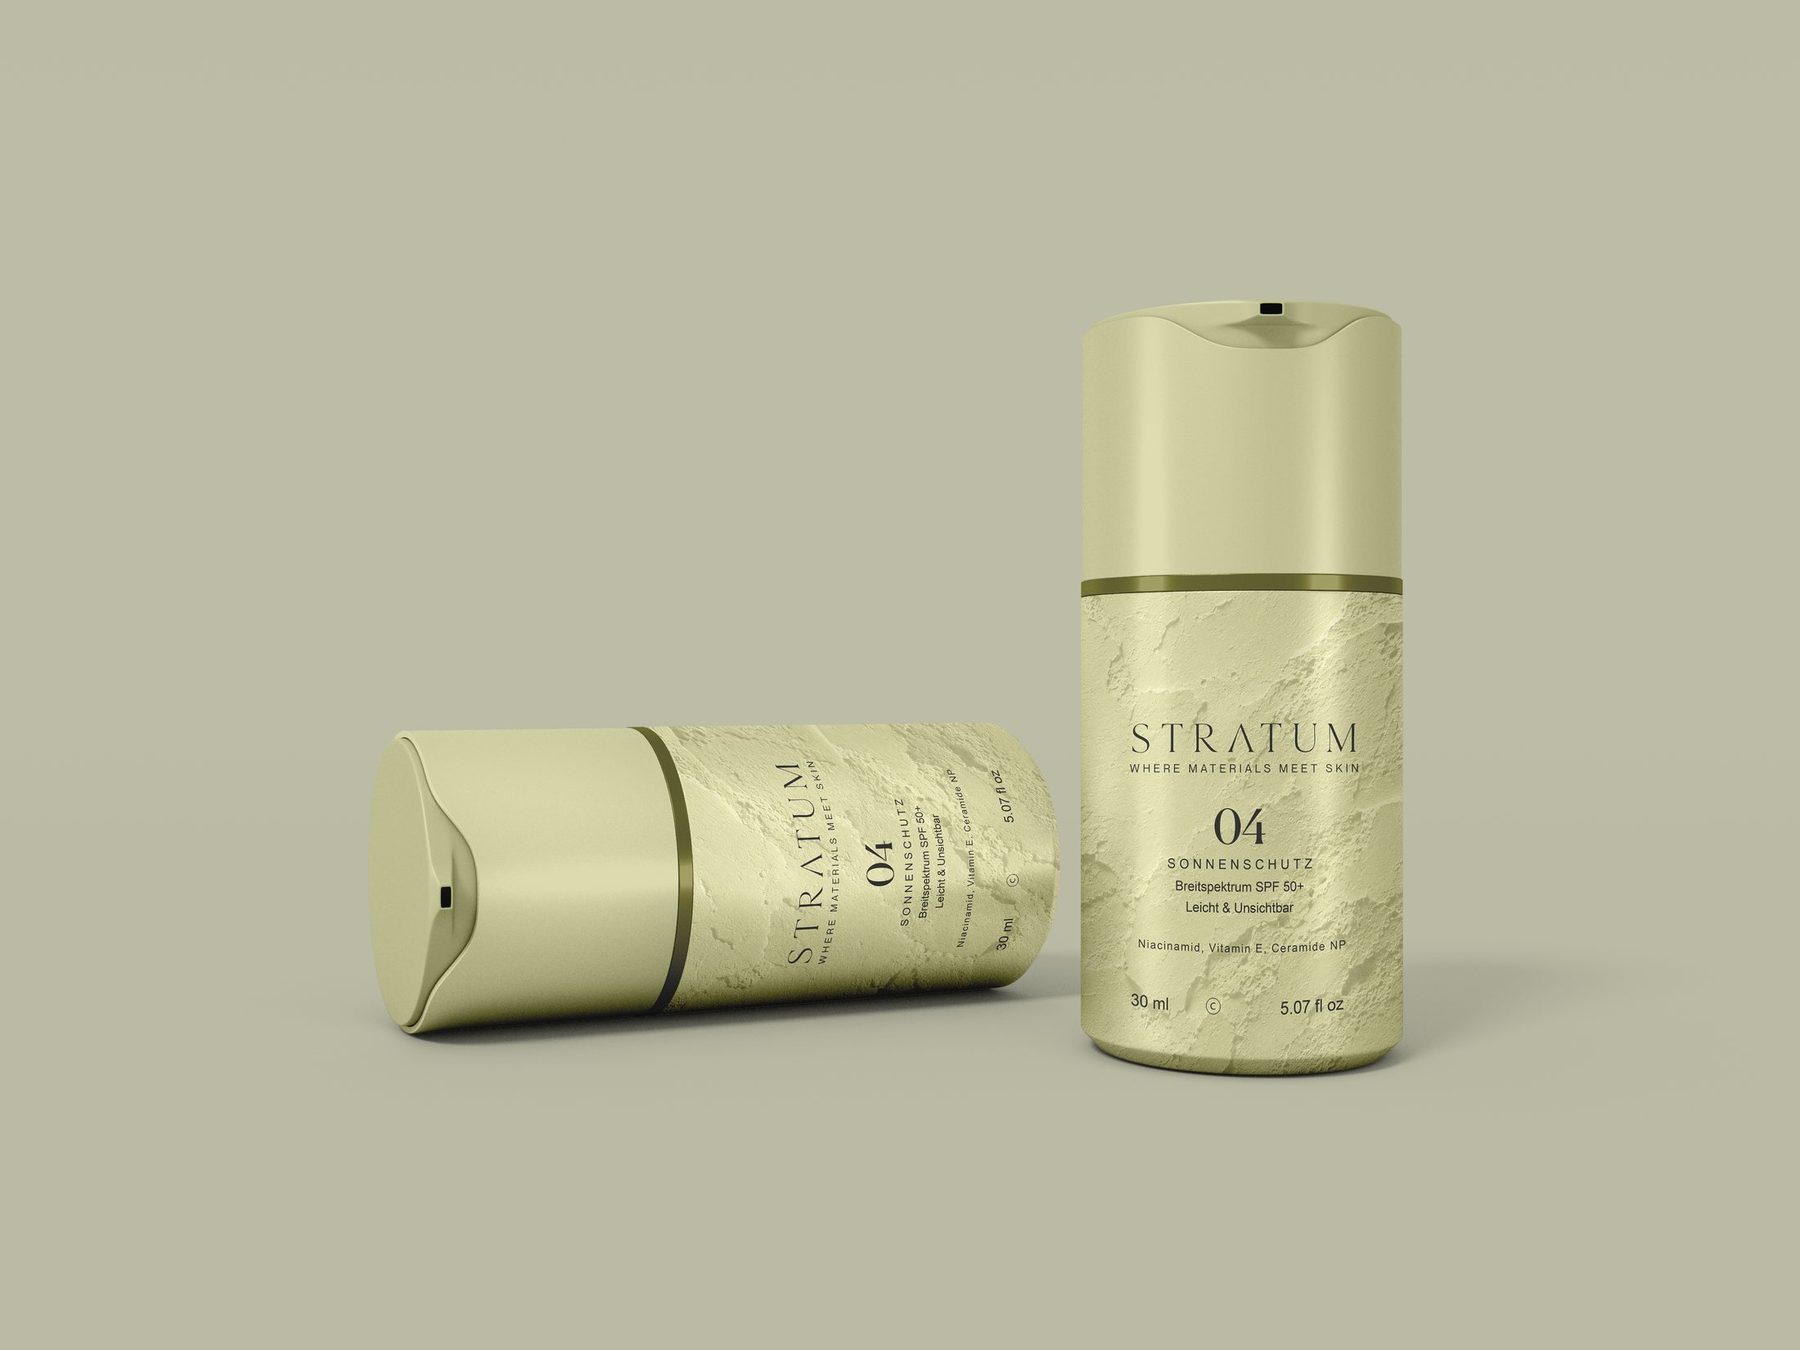 STRATUM
WHERE MATERIALS MEET SKIN
04
SONNENSCHUTZ
Breitspektrum SPF 50+
Leicht & Unsichtbar
Niacinamid, Vitamin E, Ceramide NP
30 ml © 5.07 fl oz
STRATUM
WHERE MATERIALS MEET SKIN
04
SONNENSCHUTZ
Breitspektrum SPF 50+
Leicht & Unsichtbar
Niacinamid, Vitamin E, Ceramide NP
30 ml © 5.07 fl oz